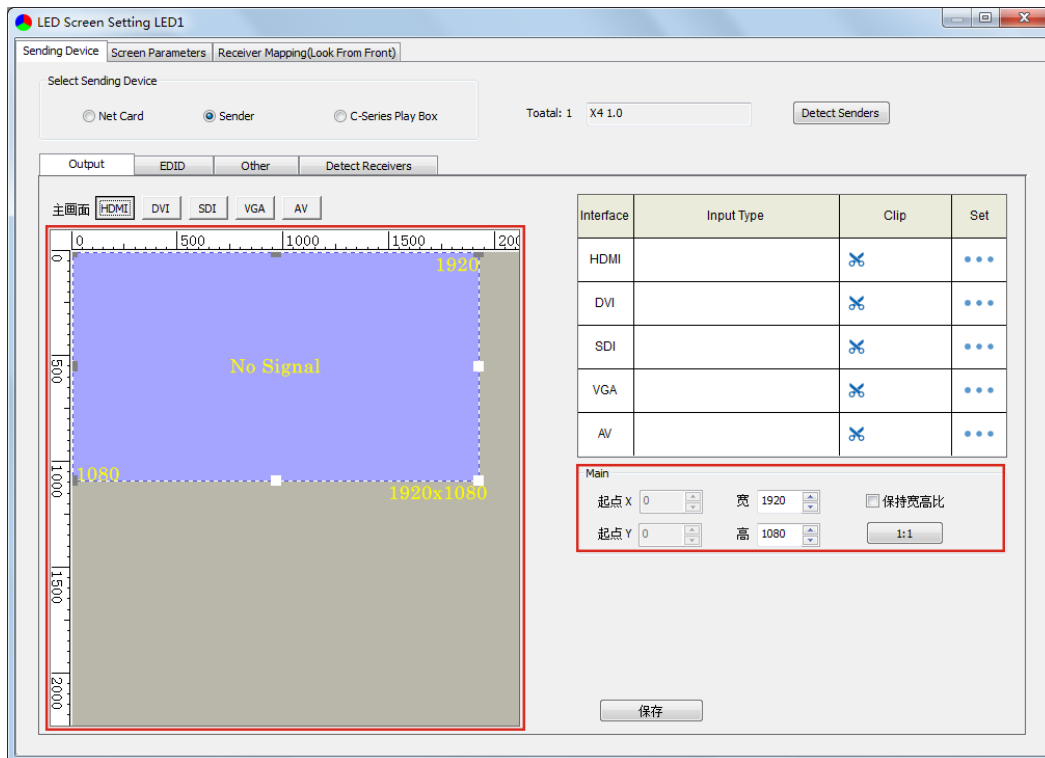 LED Screen Setting LED1
Sending Device Screen Parameters Receiver Mapping(Look From Front)
Select Sending Device
Net Card Sender C-Series Play Box Toatal: 1 X4 1.0 Detect Senders
Output EDID Other Detect Receivers
主画面 HDMI DVI SDI VGA AV
0 500 1000 1500 200
0 500 1000 1500 2000
1920
No Signal
1080
1920x1080
Interface Input Type Clip Set
HDMI
DVI
SDI
VGA
AV
Main
起点 X 0 宽 1920 保持宽高比
起点 Y 0 高 1080 1:1
保存